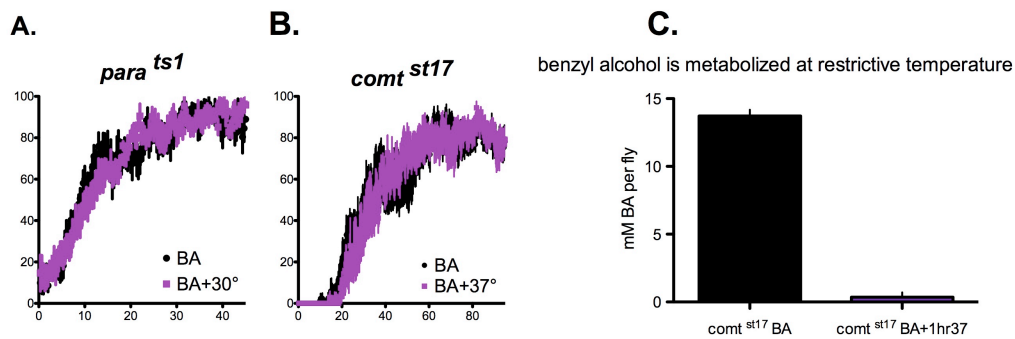 A.
para ts1
100
80
60
40
20
0
0 10 20 30 40
BA
BA+30°
B.
comt st17
100
80
60
40
20
0
0 20 40 60 80
BA
BA+37°
C.
benzyl alcohol is metabolized at restrictive temperature
mM BA per fly
15
10
5
0
comt st17 BA
comt st17 BA+1hr37